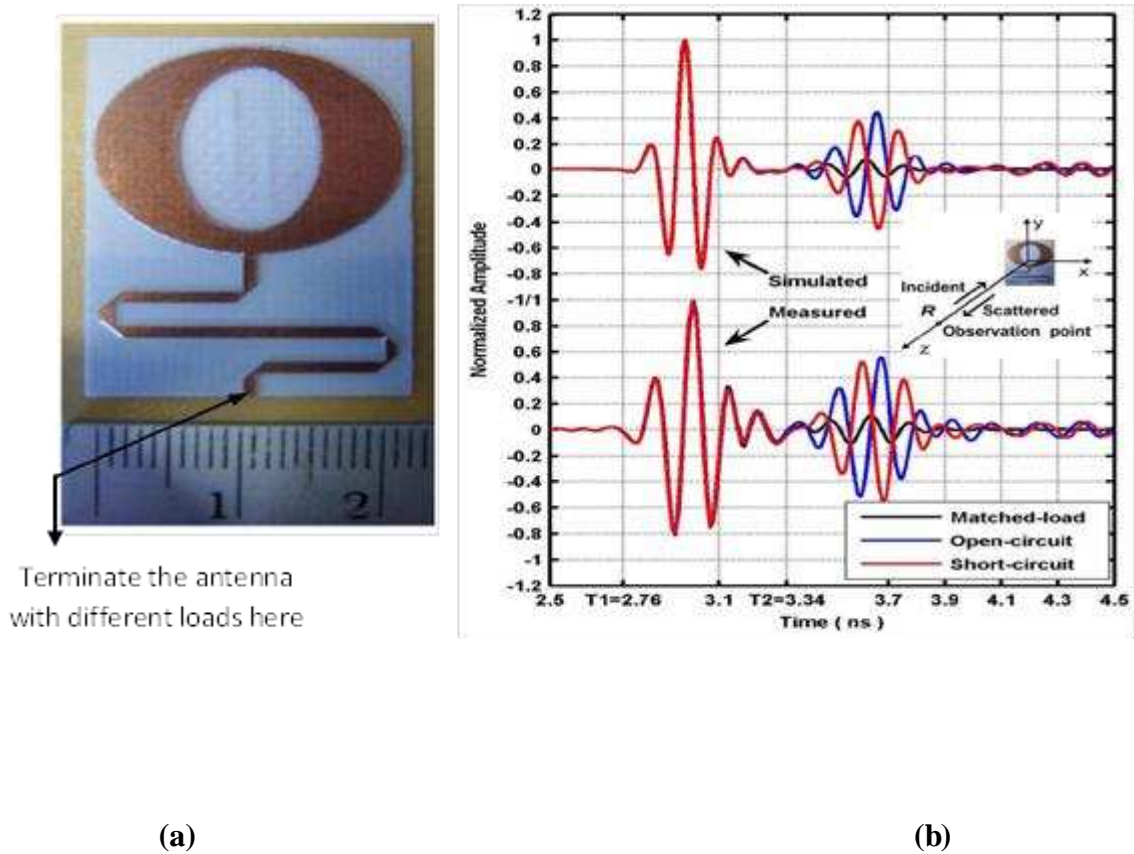 1
2
Terminate the antenna
with different loads here
1.2
1
0.8
0.6
0.4
0.2
0
-0.2
-0.4
-0.6
-0.8
-1/1
0.8
0.6
0.4
0.2
0
-0.2
-0.4
-0.6
-0.8
-1
-1.2
Normalized Amplitude
Simulated
Measured
y
x
Incident
R
Scattered
Observation point
z
Matched-load
Open-circuit
Short-circuit
2.5 T1=2.76 3.1 T2=3.34 3.7 3.9 4.1 4.3 4.5
Time ( ns )
(a) (b)